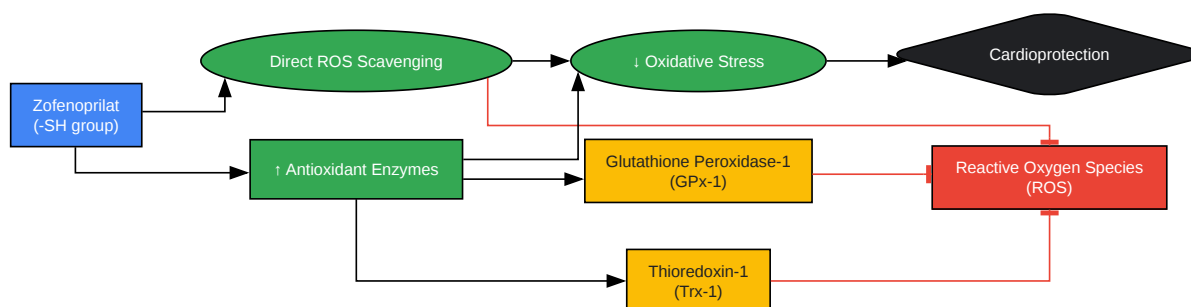 Direct ROS Scavenging
↓ Oxidative Stress
Cardioprotection
Zofenoprilat
(-SH group)
↑ Antioxidant Enzymes
Glutathione Peroxidase-1
(GPx-1)
Reactive Oxygen Species
(ROS)
Thioredoxin-1
(Trx-1)